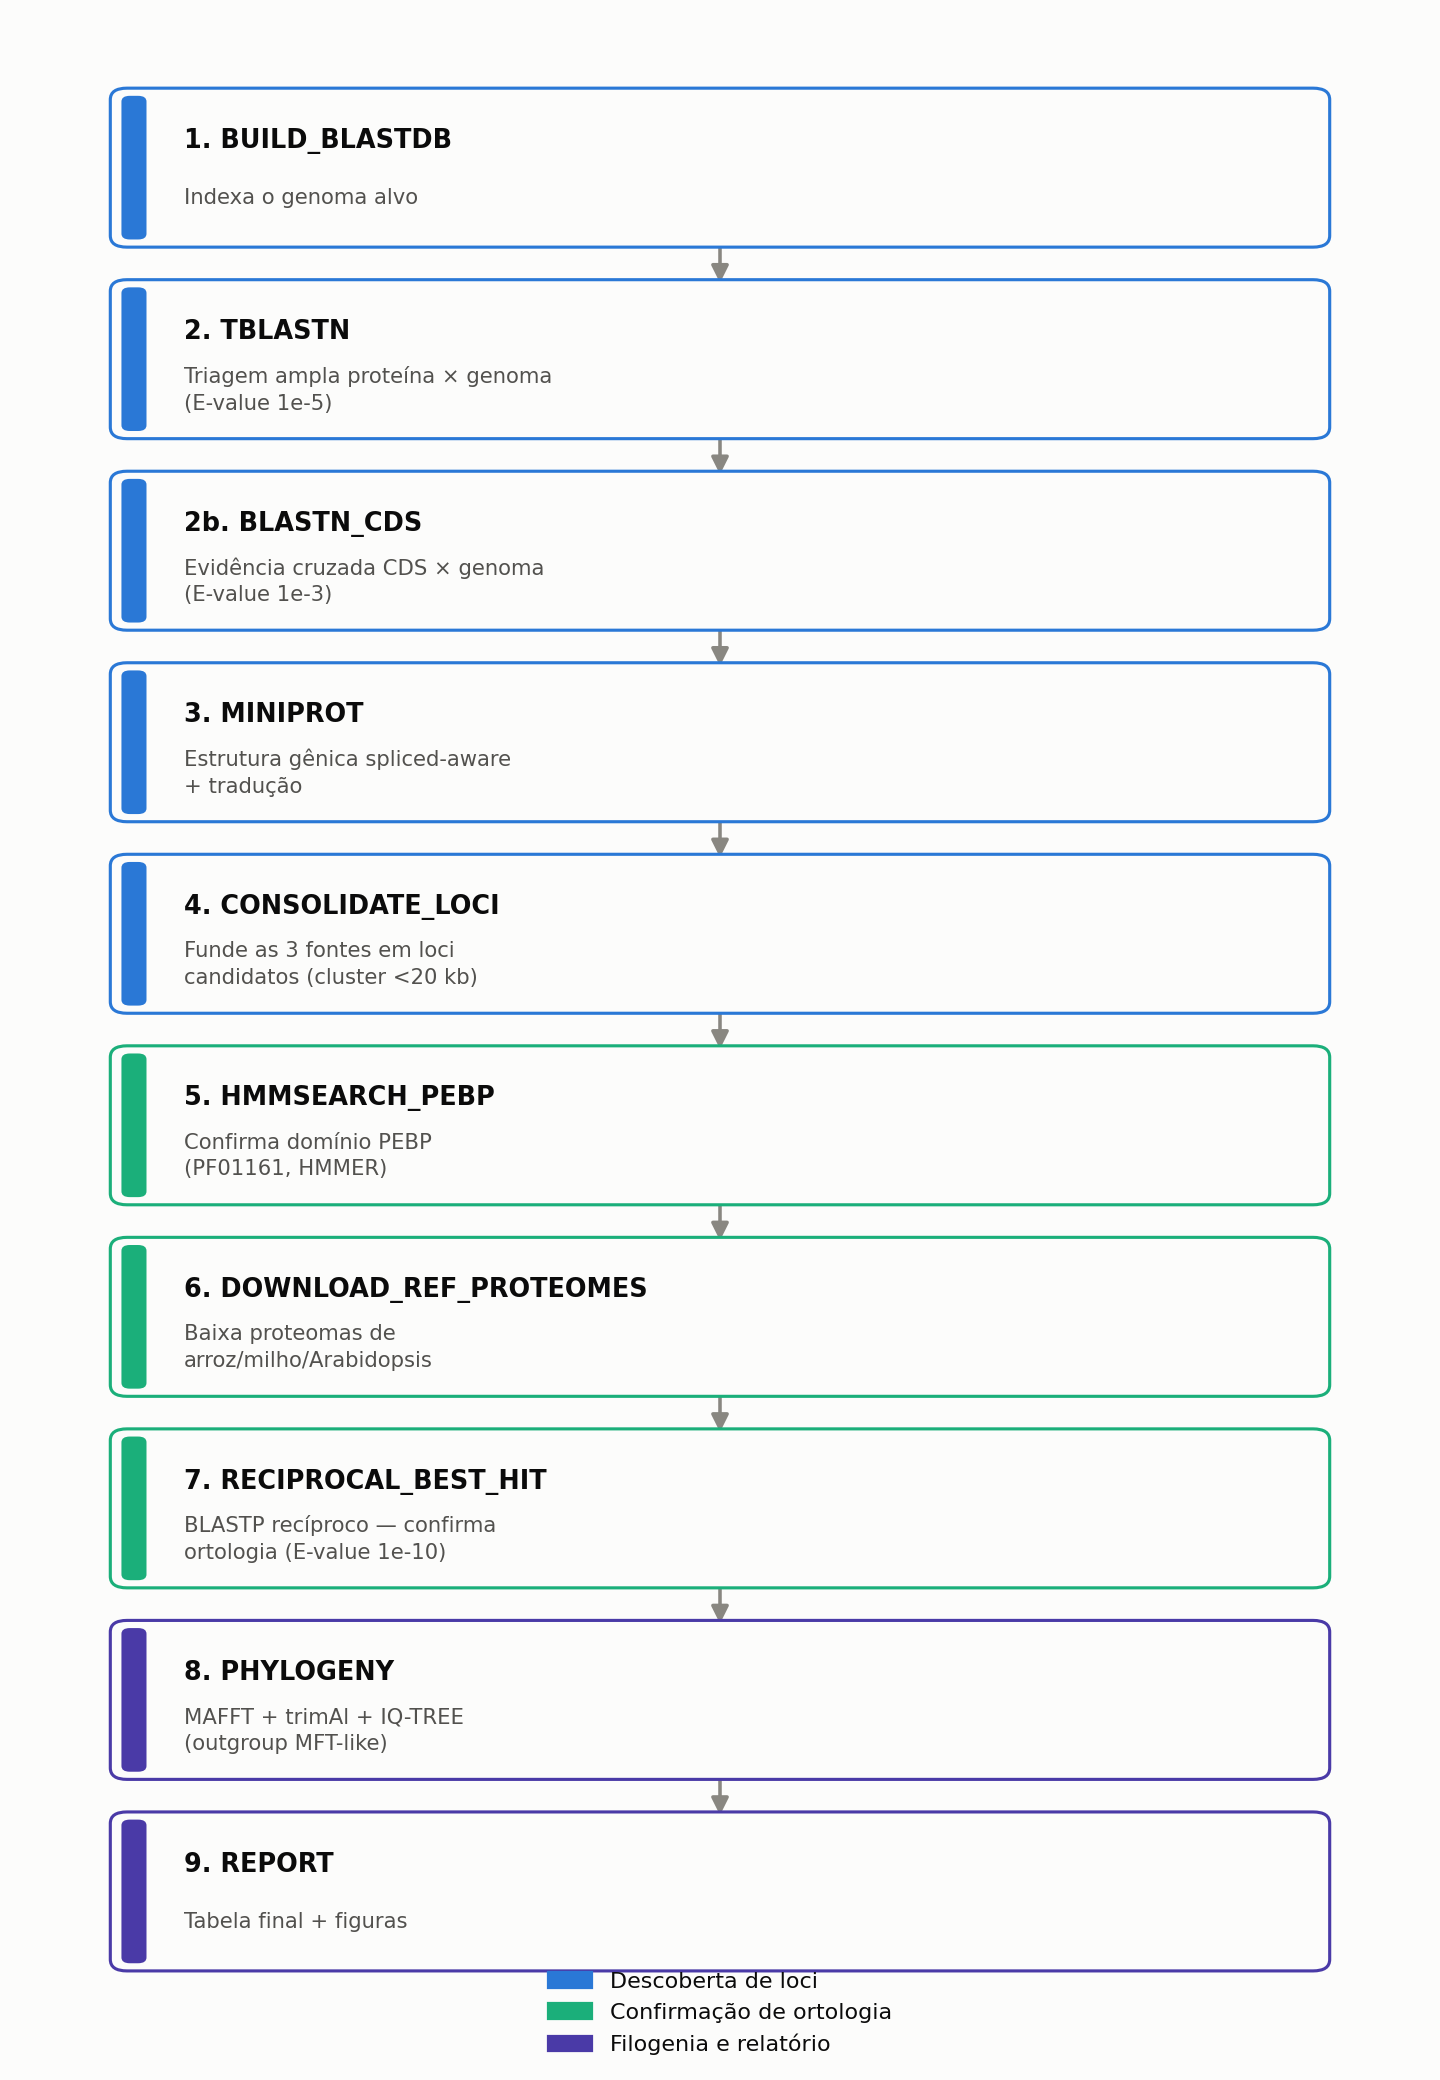 1. BUILD_BLASTDB
Indexa o genoma alvo
2. TBLASTN
Triagem ampla proteína × genoma
(E-value 1e-5)
2b. BLASTN_CDS
Evidência cruzada CDS × genoma
(E-value 1e-3)
3. MINIPROT
Estrutura gênica spliced-aware
+ tradução
4. CONSOLIDATE_LOCI
Funde as 3 fontes em loci
candidatos (cluster <20 kb)
5. HMMSEARCH_PEBP
Confirma domínio PEBP
(PF01161, HMMER)
6. DOWNLOAD_REF_PROTEOMES
Baixa proteomas de
arroz/milho/Arabidopsis
7. RECIPROCAL_BEST_HIT
BLASTP recíproco — confirma
ortologia (E-value 1e-10)
8. PHYLOGENY
MAFFT + trimAl + IQ-TREE
(outgroup MFT-like)
9. REPORT
Tabela final + figuras
Descoberta de loci
Confirmação de ortologia
Filogenia e relatório